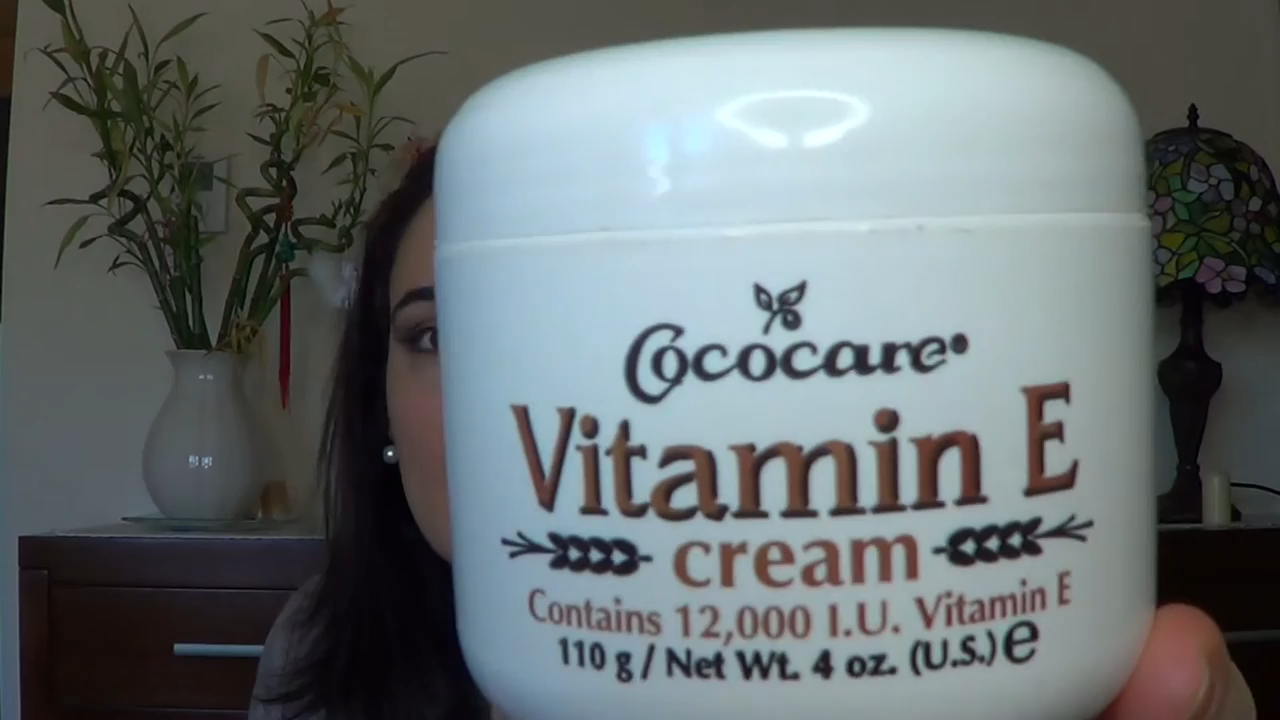 Cococare
Vitamin E
cream
Contains 12,000 I.U. Vitamin E
110 g / Net Wt. 4 oz. (U.S.) e